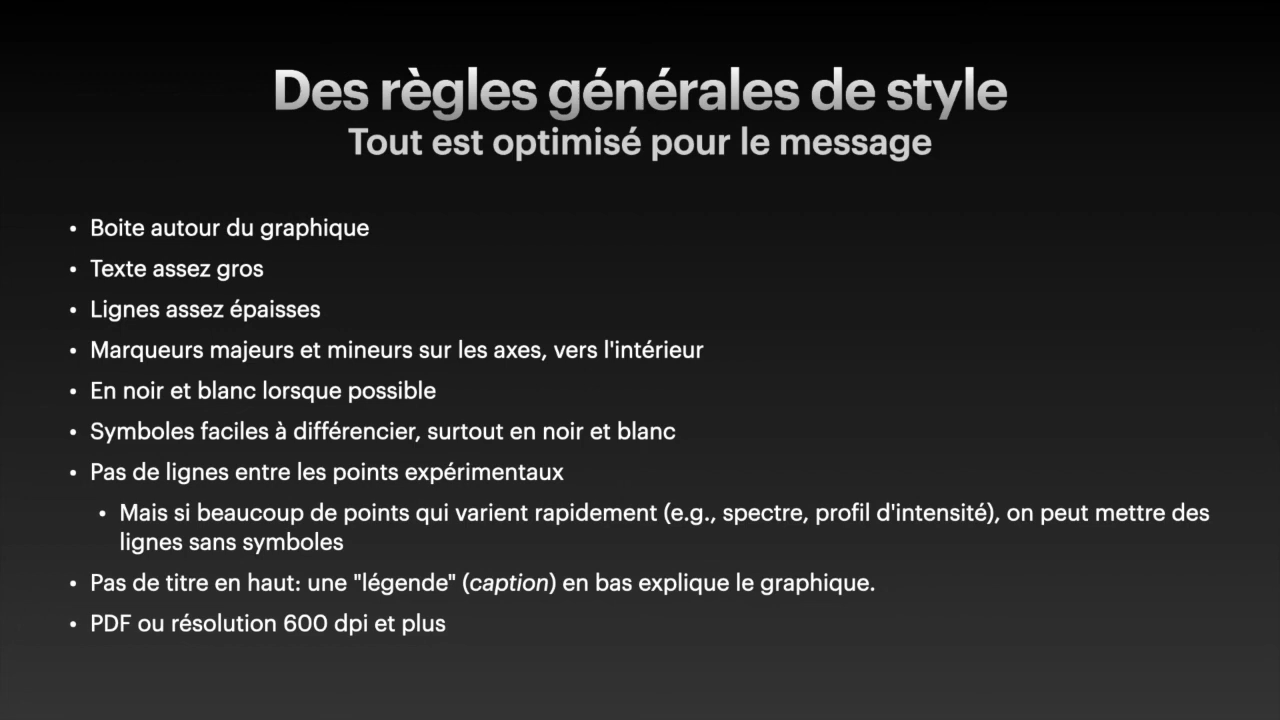 Des règles générales de style
Tout est optimisé pour le message
• Boite autour du graphique
• Texte assez gros
• Lignes assez épaisses
• Marqueurs majeurs et mineurs sur les axes, vers l'intérieur
• En noir et blanc lorsque possible
• Symboles faciles à différencier, surtout en noir et blanc
• Pas de lignes entre les points expérimentaux
• Mais si beaucoup de points qui varient rapidement (e.g., spectre, profil d'intensité), on peut mettre des
lignes sans symboles
• Pas de titre en haut: une "légende" (caption) en bas explique le graphique.
• PDF ou résolution 600 dpi et plus